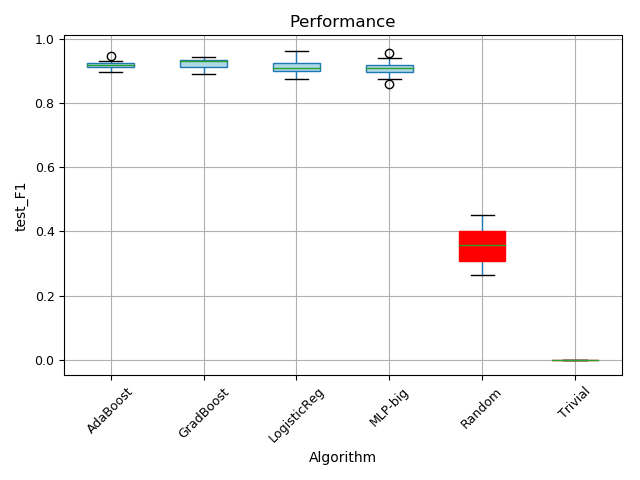 Performance
1.0
0.8
0.6
0.4
0.2
0.0
test_F1
AdaBoost
GradBoost
LogisticReg
MLP-big
Random
Trivial
Algorithm